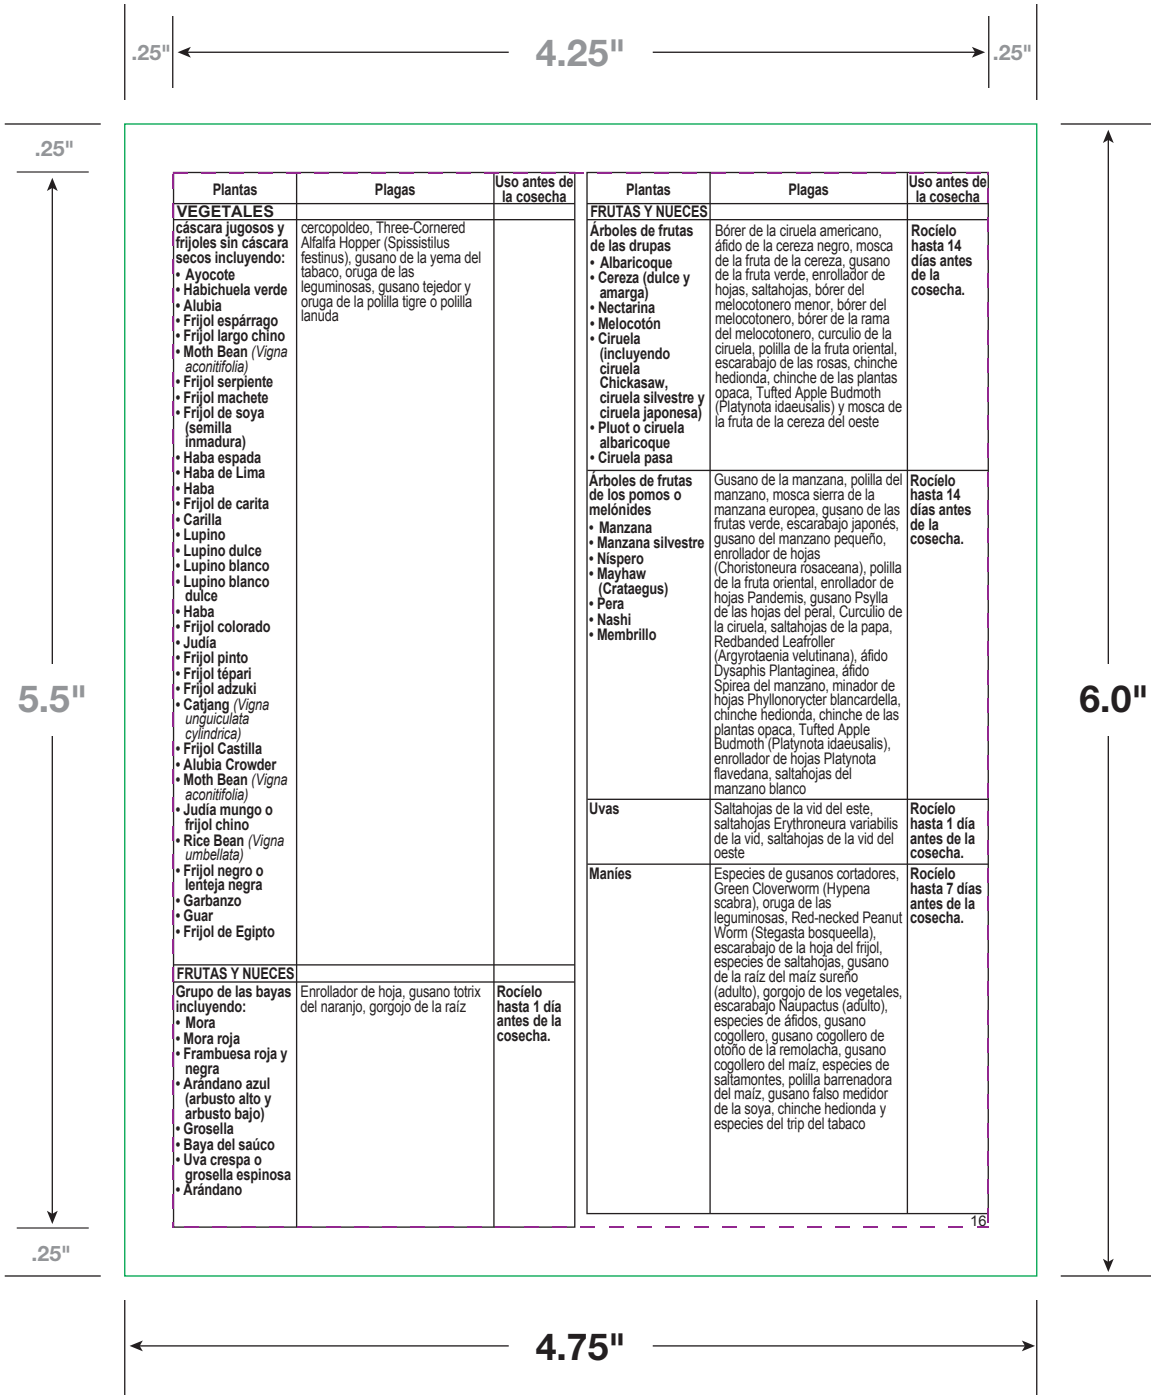 .25"
4.25"
.25"
.25"
5.5"
.25"
Plantas
Plagas
Uso antes de
la cosecha
VEGETALES
cáscara jugosos y
frijoles sin cáscara
secos incluyendo:
• Ayocote
• Habichuela verde
• Alubia
• Frijol espárrago
• Frijol largo chino
• Moth Bean (Vigna
aconitifolia)
• Frijol serpiente
• Frijol machete
• Frijol de soya
(semilla
inmadura)
• Haba espada
• Haba de Lima
• Haba
• Frijol de carita
• Carilla
• Lupino
• Lupino dulce
• Lupino blanco
• Lupino blanco
dulce
• Haba
• Frijol colorado
• Judía
• Frijol pinto
• Frijol tépari
• Frijol adzuki
• Catjang (Vigna
unguiculata
cylindrica)
• Frijol Castilla
• Alubia Crowder
• Moth Bean (Vigna
aconitifolia)
• Judía mungo o
frijol chino
• Rice Bean (Vigna
umbellata)
• Frijol negro o
lenteja negra
• Garbanzo
• Guar
• Frijol de Egipto
cercopoldeo, Three-Cornered
Alfalfa Hopper (Spissistilus
festinus), gusano de la yema del
tabaco, oruga de las
leguminosas, gusano tejedor y
oruga de la polilla tigre o polilla
lanuda
FRUTAS Y NUECES
Grupo de las bayas
incluyendo:
• Mora
• Mora roja
• Frambuesa roja y
negra
• Arándano azul
(arbusto alto y
arbusto bajo)
• Grosella
• Baya del saúco
• Uva crespa o
grosella espinosa
• Arándano
Enrollador de hoja, gusano totrix
del naranjo, gorgojo de la raíz
Rocíelo
hasta 1 día
antes de la
cosecha.
Plantas
Plagas
Uso antes de
la cosecha
FRUTAS Y NUECES
Árboles de frutas
de las drupas
• Albaricoque
• Cereza (dulce y
amarga)
• Nectarina
• Melocotón
• Ciruela
(incluyendo
ciruela
Chickasaw,
ciruela silvestre y
ciruela japonesa)
• Pluot o ciruela
albaricoque
• Ciruela pasa
Bórer de la ciruela americano,
áfido de la cereza negro, mosca
de la fruta de la cereza, gusano
de la fruta verde, enrollador de
hojas, saltahojas, bórer del
melocotonero menor, bórer del
melocotonero, bórer de la rama
del melocotonero, curculio de la
ciruela, polilla de la fruta oriental,
escarabajo de las rosas, chinche
hedionda, chinche de las plantas
opaca, Tufted Apple Budmoth
(Platynota idaeusalis) y mosca de
la fruta de la cereza del oeste
Rocíelo
hasta 14
días antes
de la
cosecha.
Árboles de frutas
de los pomos o
melónides
• Manzana
• Manzana silvestre
• Níspero
• Mayhaw
(Crataegus)
• Pera
• Nashi
• Membrillo
Gusano de la manzana, polilla del
manzano, mosca sierra de la
manzana europea, gusano de las
frutas verde, escarabajo japonés,
gusano del manzano pequeño,
enrollador de hojas
(Choristoneura rosaceana), polilla
de la fruta oriental, enrollador de
hojas Pandemis, gusano Psylla
de las hojas del peral, Curculio de
la ciruela, saltahojas de la papa,
Redbanded Leafroller
(Argyrotaenia velutinana), áfido
Dysaphis Plantaginea, áfido
Spirea del manzano, minador de
hojas Phyllonorycter blancardella,
chinche hedionda, chinche de las
plantas opaca, Tufted Apple
Budmoth (Platynota idaeusalis),
enrollador de hojas Platynota
flavedana, saltahojas del
manzano blanco
Rocíelo
hasta 14
días antes
de la
cosecha.
Uvas
Saltahojas de la vid del este,
saltahojas Erythroneura variabilis
de la vid, saltahojas de la vid del
oeste
Rocíelo
hasta 1 día
antes de la
cosecha.
Maníes
Especies de gusanos cortadores,
Green Cloverworm (Hypena
scabra), oruga de las
leguminosas, Red-necked Peanut
Worm (Stegasta bosqueella),
escarabajo de la hoja del frijol,
especies de saltahojas, gusano
de la raíz del maíz sureño
(adulto), gorgojo de los vegetales,
escarabajo Naupactus (adulto),
especies de áfidos, gusano
cogollero, gusano cogollero de
otoño de la remolacha, gusano
cogollero del maíz, especies de
saltamontes, polilla barrenadora
del maíz, gusano falso medidor
de la soya, chinche hedionda y
especies del trip del tabaco
Rocíelo
hasta 7 días
antes de la
cosecha.
16
6.0"
4.75"